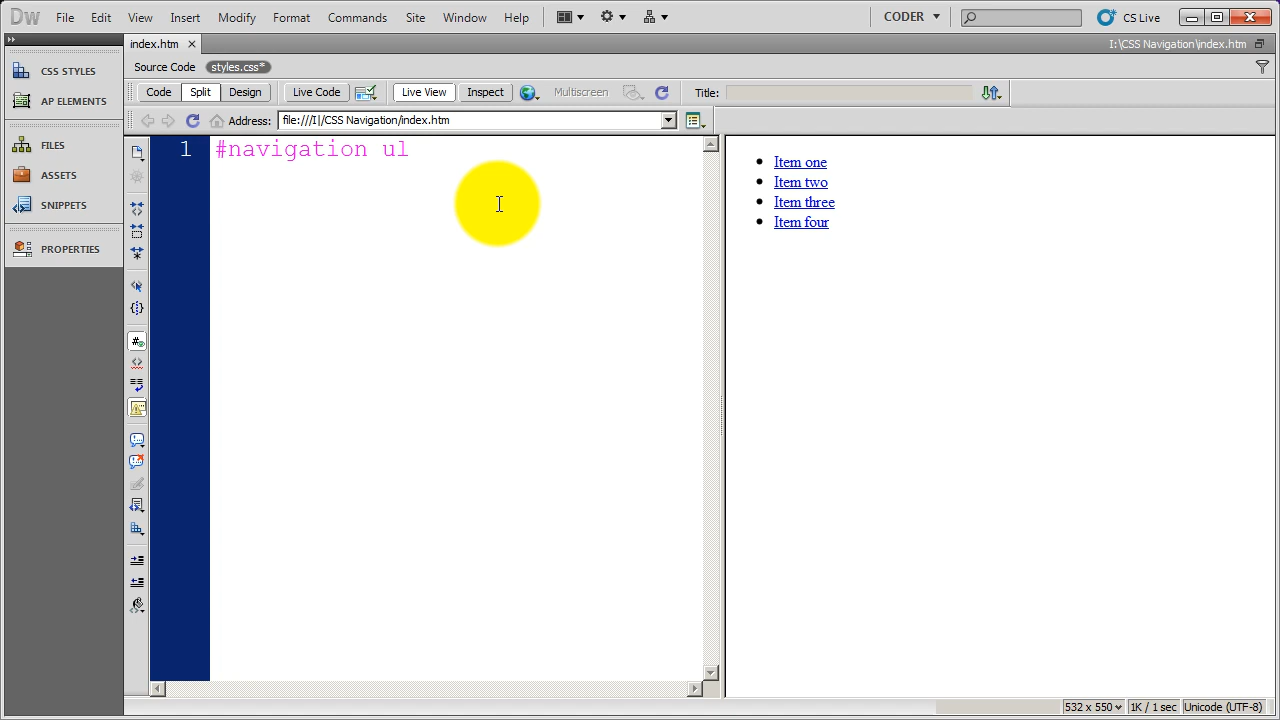 Dw File Edit View Insert Modify Format Commands Site Window Help CODER CS Live
index.htm I:\CSS Navigation\index.htm
Source Code styles.css*
Code Split Design Live Code Live View Inspect Multiscreen Title:
Address: file:///I|/CSS Navigation/index.htm
CSS STYLES
AP ELEMENTS
FILES
ASSETS
SNIPPETS
PROPERTIES
1 #navigation ul
Item one
Item two
Item three
Item four
532 x 550 1K / 1 sec Unicode (UTF-8)